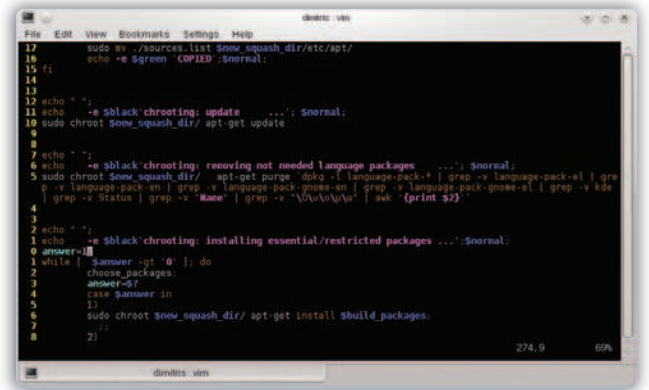 dimitris : vim
File Edit View Bookmarks Settings Help
17 sudo mv ./sources.list $new_squash_dir/etc/apt/
16 echo -e $green 'COPIED';$normal;
15 fi
14
13
12 echo " ";
11 echo -e $black'chrooting: update ...'; $normal;
10 sudo chroot $new_squash_dir/ apt-get update
9
8
7 echo " ";
6 echo -e $black'chrooting: removing not needed language packages ...'; $normal;
5 sudo chroot $new_squash_dir/ apt-get purge `dpkg -l language-pack-* | grep -v language-pack-el | gre
p -v language-pack-en | grep -v language-pack-gnome-en | grep -v language-pack-gnome-el | grep -v kde
| grep -v Status | grep -v "Name" | grep -v | awk '{print $2}'`
4
3
2 echo " ";
1 echo -e $black'chrooting: installing essential/restricted packages ...';$normal;
0 answer=1;
1 while [ $answer -gt '0' ]; do
2 choose_packages;
3 answer=$?
4 case $answer in
5 1)
6 sudo chroot $new_squash_dir/ apt-get install $build_packages;
7 ;;
8 2)
274,9 69%
dimitris : vim